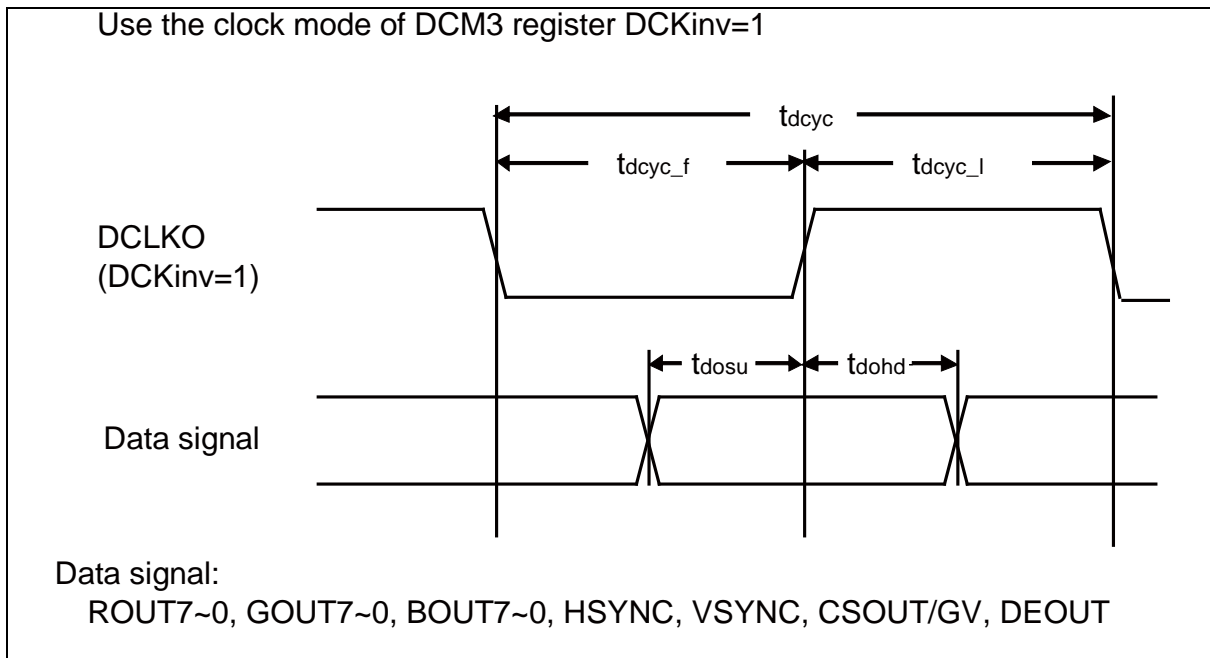 Use the clock mode of DCM3 register DCKinv=1
tdcyc
tdcyc_f
tdcyc_l
DCLKO
(DCKinv=1)
tdosu
tdohd
Data signal
Data signal:
ROUT7~0, GOUT7~0, BOUT7~0, HSYNC, VSYNC, CSOUT/GV, DEOUT